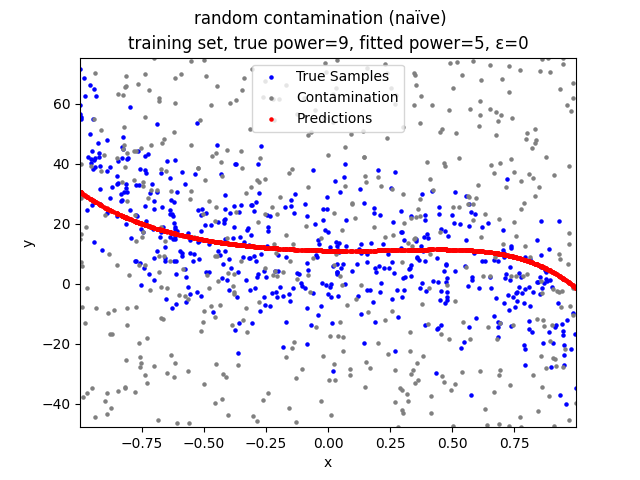 random contamination (naïve)
training set, true power=9, fitted power=5, ε=0
True Samples
Contamination
Predictions
y
60
40
20
0
−20
−40
−0.75 −0.50 −0.25 0.00 0.25 0.50 0.75
x